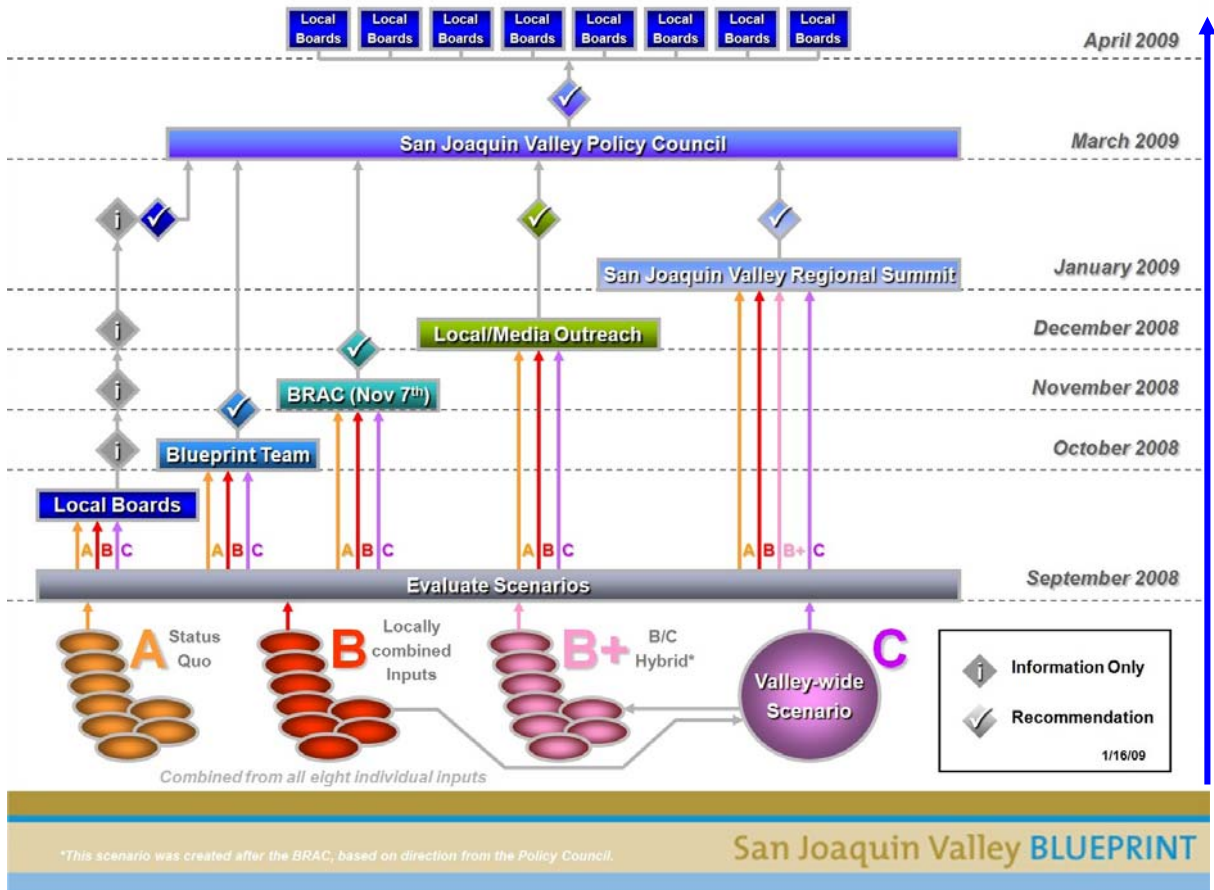 Local Boards
Local Boards
Local Boards
Local Boards
Local Boards
Local Boards
Local Boards
Local Boards
April 2009
San Joaquin Valley Policy Council
March 2009
i
San Joaquin Valley Regional Summit
January 2009
i
Local/Media Outreach
December 2008
i
BRAC (Nov 7th)
November 2008
i
Blueprint Team
October 2008
Local Boards
A B C
A B C
A B C
A B C
A B B+ C
Evaluate Scenarios
September 2008
A
Status
Quo
B
Locally
combined
Inputs
B+
B/C
Hybrid*
C
Valley-wide
Scenario
i
Information Only
Recommendation
1/16/09
Combined from all eight individual inputs
*This scenario was created after the BRAC, based on direction from the Policy Council.
San Joaquin Valley BLUEPRINT